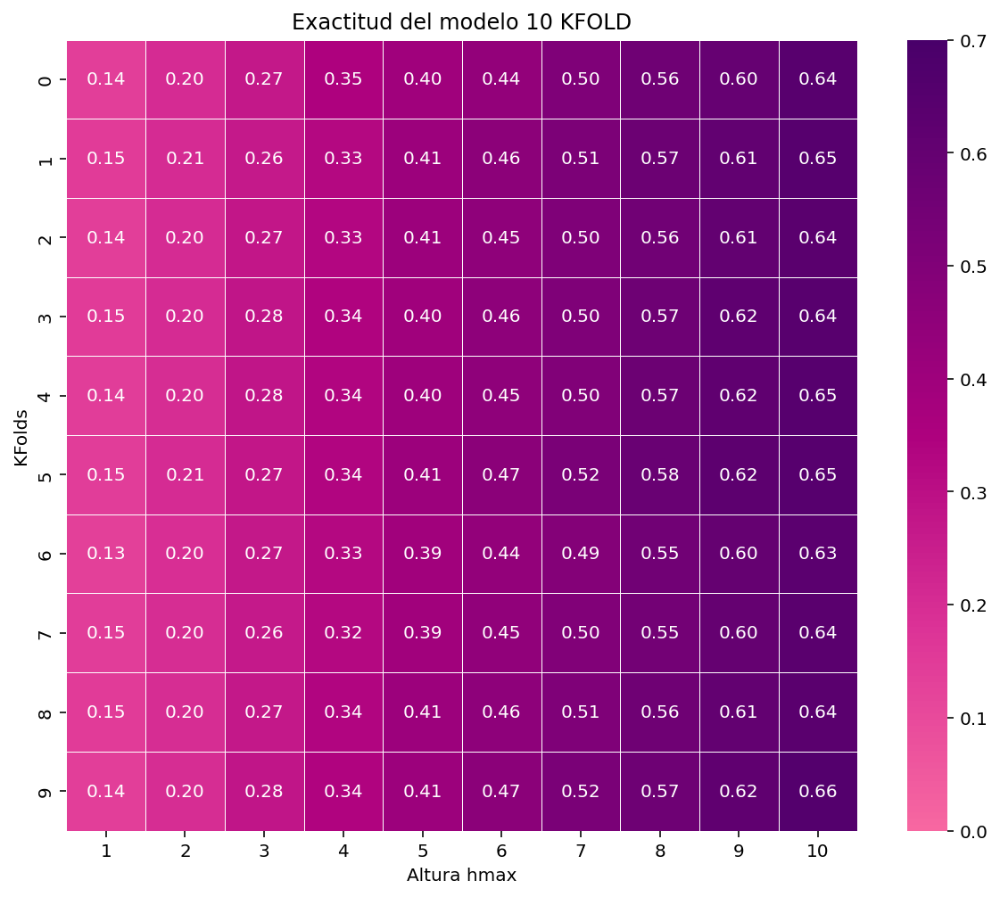 Exactitud del modelo 10 KFOLD
0 0.14 0.20 0.27 0.35 0.40 0.44 0.50 0.56 0.60 0.64
1 0.15 0.21 0.26 0.33 0.41 0.46 0.51 0.57 0.61 0.65
2 0.14 0.20 0.27 0.33 0.41 0.45 0.50 0.56 0.61 0.64
3 0.15 0.20 0.28 0.34 0.40 0.46 0.50 0.57 0.62 0.64
4 0.14 0.20 0.28 0.34 0.40 0.45 0.50 0.57 0.62 0.65
5 0.15 0.21 0.27 0.34 0.41 0.47 0.52 0.58 0.62 0.65
6 0.13 0.20 0.27 0.33 0.39 0.44 0.49 0.55 0.60 0.63
7 0.15 0.20 0.26 0.32 0.39 0.45 0.50 0.55 0.60 0.64
8 0.15 0.20 0.27 0.34 0.41 0.46 0.51 0.56 0.61 0.64
9 0.14 0.20 0.28 0.34 0.41 0.47 0.52 0.57 0.62 0.66
KFolds
1 2 3 4 5 6 7 8 9 10
Altura hmax
0.7
0.6
0.5
0.4
0.3
0.2
0.1
0.0